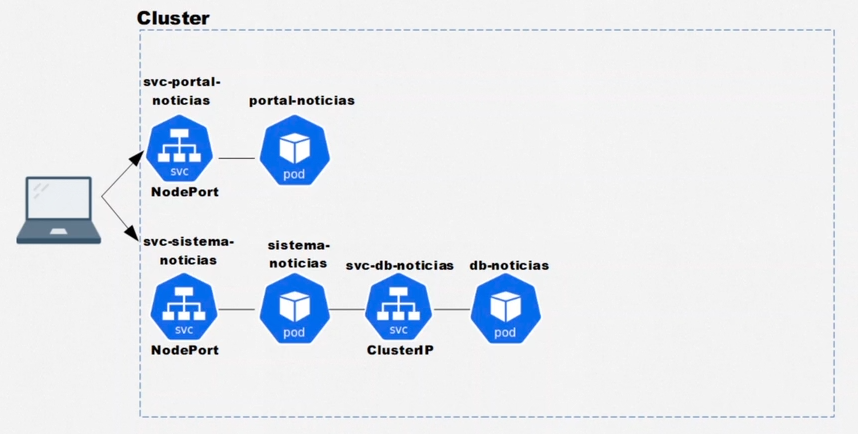 Cluster
svc-portal-
noticias
portal-noticias
svc
pod
NodePort
svc-sistema-
noticias
sistema-
noticias
svc-db-noticias
db-noticias
svc
pod
svc
pod
NodePort
ClusterIP